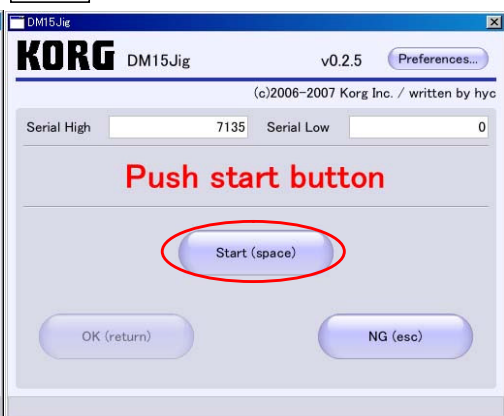 DM15Jig
KORG DM15Jig v0.2.5 Preferences...
(c)2006-2007 Korg Inc. / written by hyc
Serial High 7135 Serial Low 0
Push start button
Start (space)
OK (return) NG (esc)